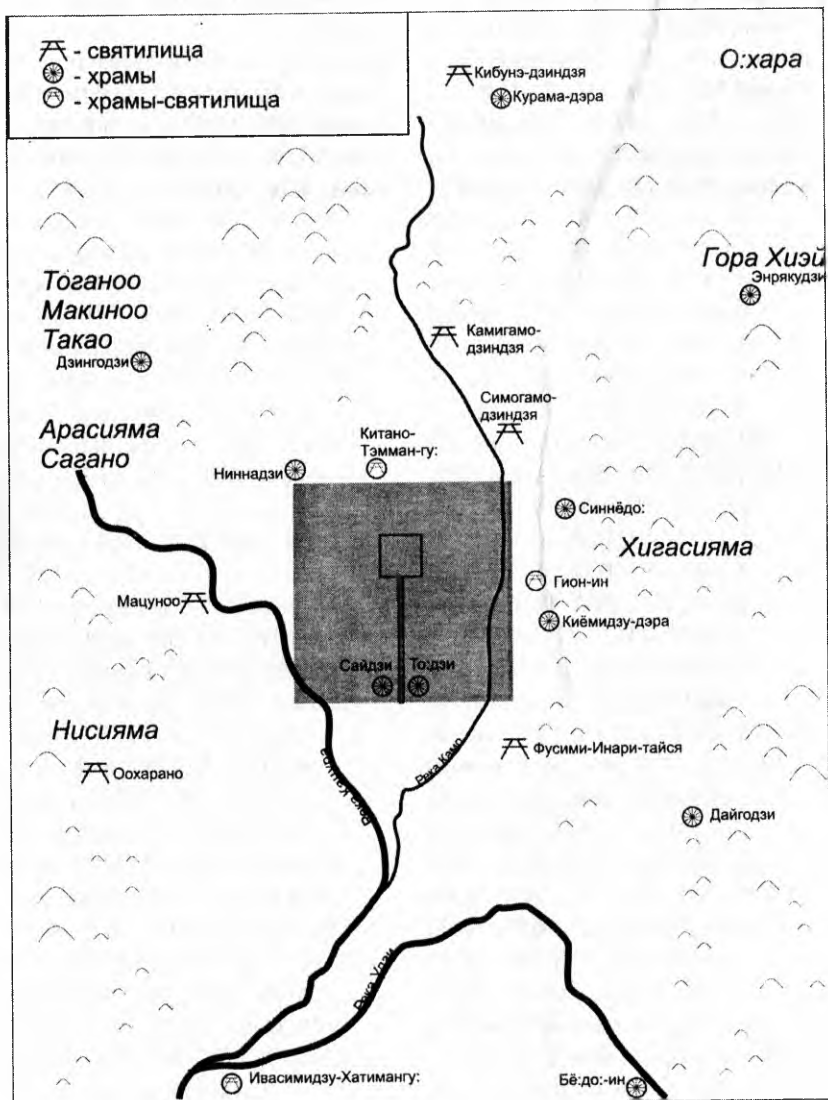 - святилища
- храмы
- храмы-святилища
О:хара
Кибунэ-дзиндзя
Курама-дэра
Гора Хиэй
Энрякудзи
Тоганоо
Макиноо
Такао
Дзингодзи
Камигамо-
дзиндзя
Симогамо-
дзиндзя
Арасияма
Сагано
Китано-
Тэмман-гу:
Ниннадзи
Синнёдо:
Хигасияма
Гион-ин
Мацуноо
Киёмидзу-дэра
Сайдзи
То:дзи
Нисияма
Оохарано
Фусими-Инари-тайся
Река Камо
Река Кацура
Дайгодзи
Река Удзи
Ивасимидзу-Хатимангу:
Бё:до:-ин